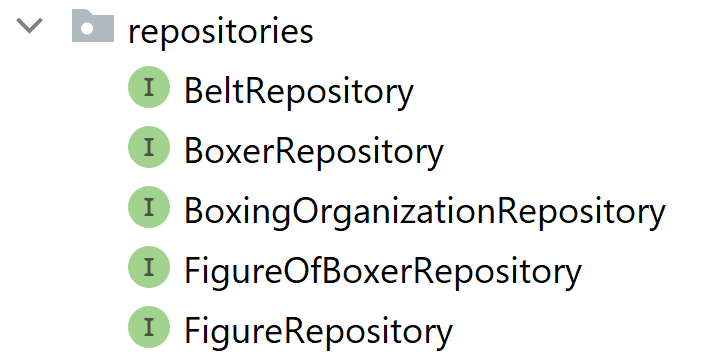 repositories
I BeltRepository
I BoxerRepository
I BoxingOrganizationRepository
I FigureOfBoxerRepository
I FigureRepository